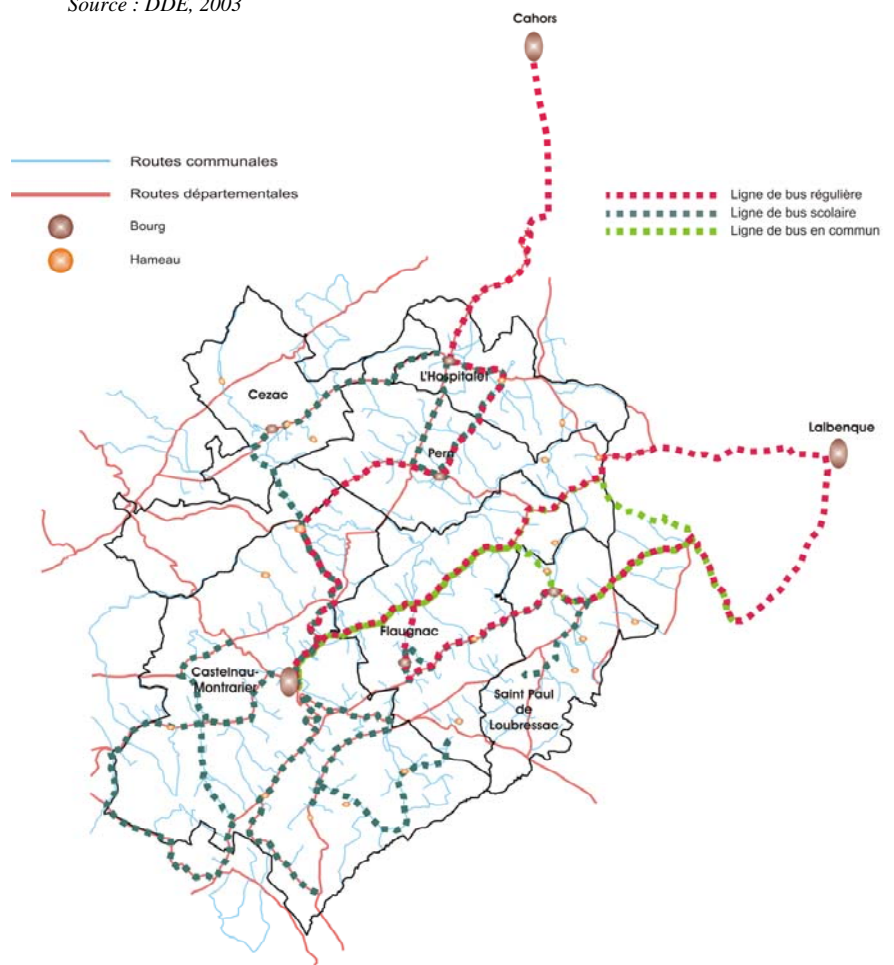 Source : DDE, 2003
Cahors
Routes communales
Routes départementales
Bourg
Hameau
Ligne de bus régulière
Ligne de bus scolaire
Ligne de bus en commun
L'Hospitalet
Cezac
Lalbenque
Pern
Flaugnac
Castelnau-
Montrarier
Saint Paul
de
Loubressac